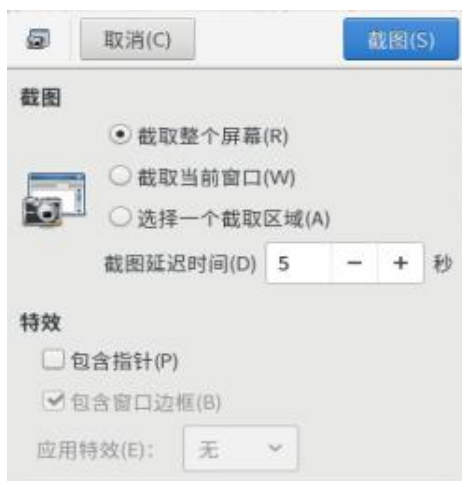 取消(C) 截图(S)
截图
截取整个屏幕(R)
截取当前窗口(W)
选择一个截取区域(A)
截图延迟时间(D) 5 − + 秒
特效
包含指针(P)
包含窗口边框(B)
应用特效(E): 无